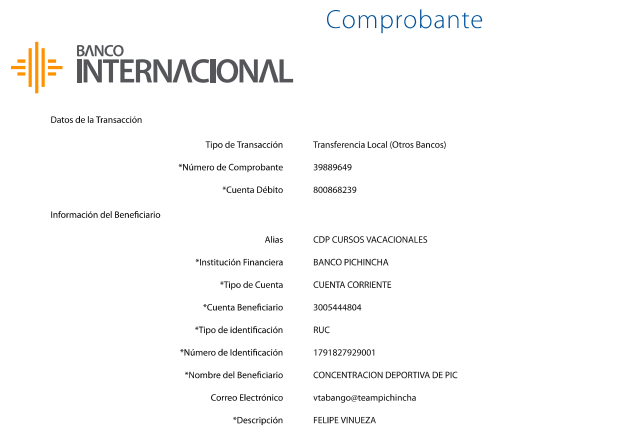 Comprobante
BANCO
INTERNACIONAL
Datos de la Transacción
Tipo de Transacción Transferencia Local (Otros Bancos)
*Número de Comprobante 39889649
*Cuenta Débito 800868239
Información del Beneficiario
Alias CDP CURSOS VACACIONALES
*Institución Financiera BANCO PICHINCHA
*Tipo de Cuenta CUENTA CORRIENTE
*Cuenta Beneficiario 3005444804
*Tipo de identificación RUC
*Número de Identificación 1791827929001
*Nombre del Beneficiario CONCENTRACION DEPORTIVA DE PIC
Correo Electrónico vtabango@teampichincha
*Descripción FELIPE VINUEZA